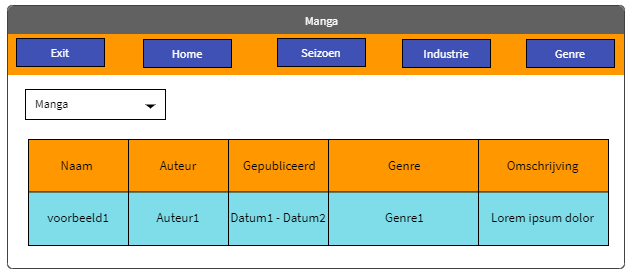 Manga
Exit Home Seizoen Industrie Genre
Manga
Naam Auteur Gepubliceerd Genre Omschrijving
voorbeeld1 Auteur1 Datum1 - Datum2 Genre1 Lorem ipsum dolor